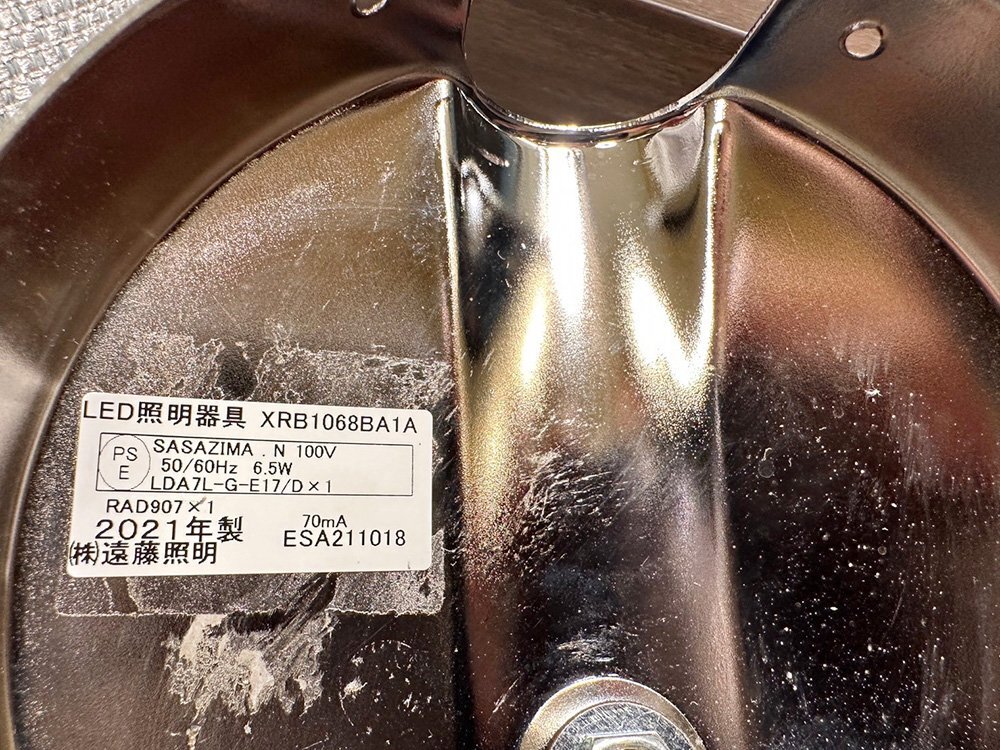 LED照明器具 XRB1068BA1A
PS
E
SASAZIMA . N 100V
50/60Hz 6.5W
LDA7L-G-E17/D×1
RAD907×1
70mA
2021年製
ESA211018
㈱遠藤照明